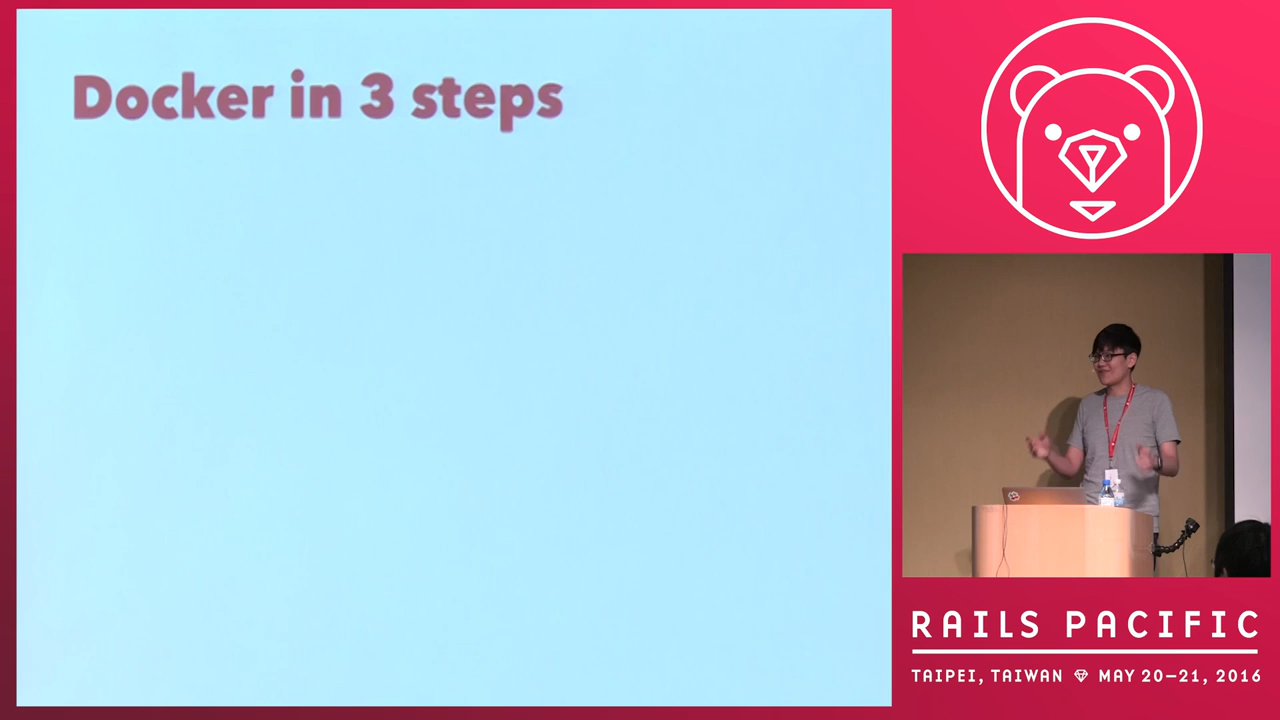 Docker in 3 steps
RAILS PACIFIC
TAIPEI, TAIWAN MAY 20–21, 2016